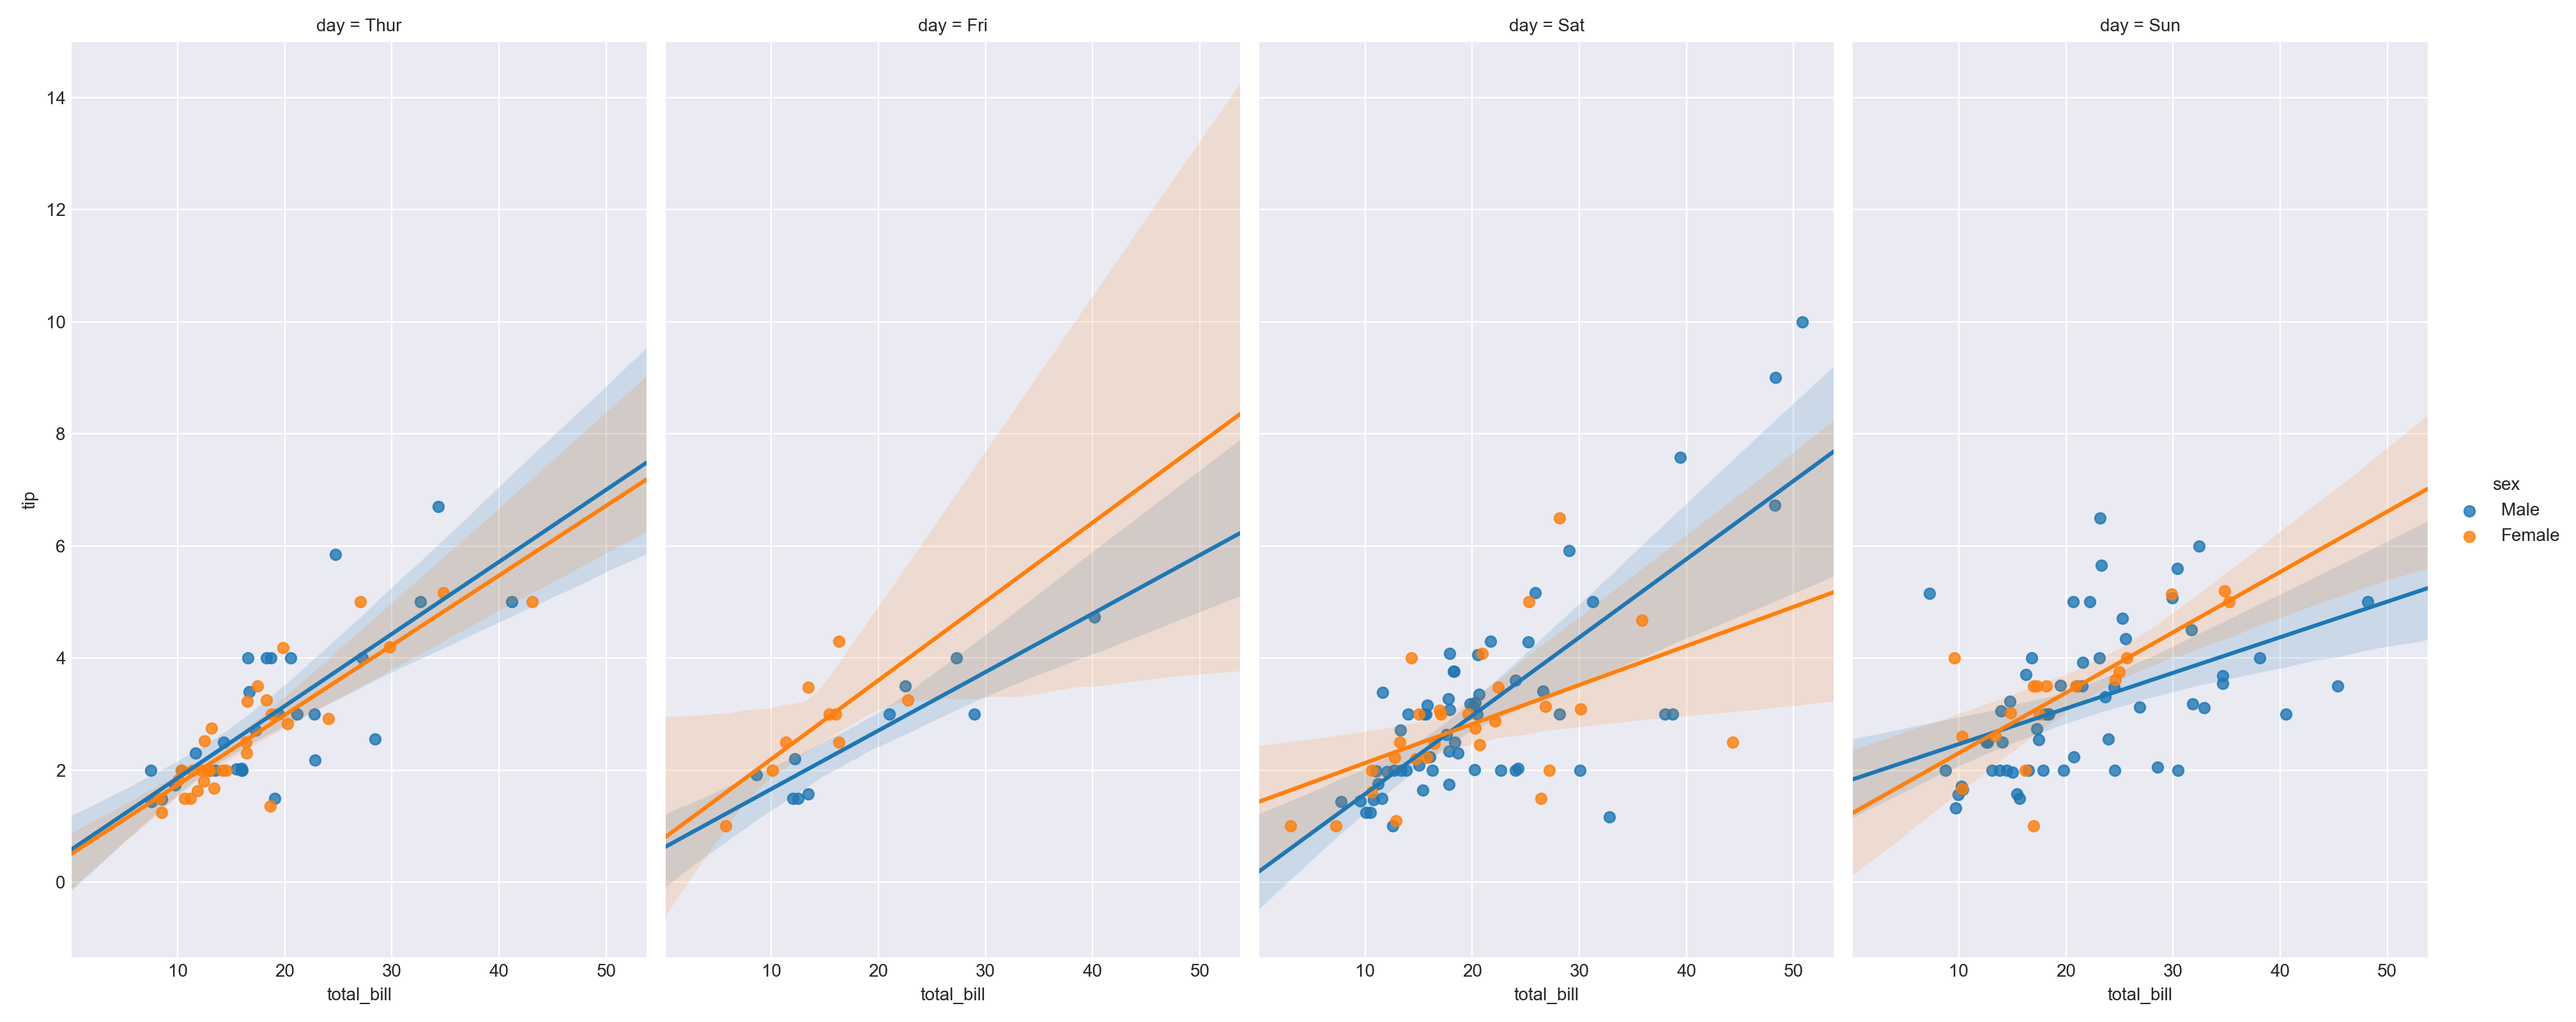 day = Thur
day = Fri
day = Sat
day = Sun
14
12
10
8
6
4
2
0
tip
10 20 30 40 50
10 20 30 40 50
10 20 30 40 50
10 20 30 40 50
total_bill
total_bill
total_bill
total_bill
sex
Male
Female